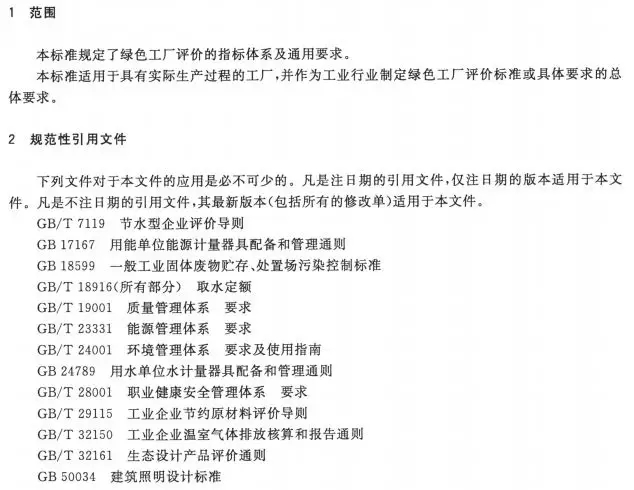 1 范围
本标准规定了绿色工厂评价的指标体系及通用要求。
本标准适用于具有实际生产过程的工厂,并作为工业行业制定绿色工厂评价标准或具体要求的总
体要求。
2 规范性引用文件
下列文件对于本文件的应用是必不可少的。凡是注日期的引用文件,仅注日期的版本适用于本文
件。凡是不注日期的引用文件,其最新版本(包括所有的修改单)适用于本文件。
GB/T 7119 节水型企业评价导则
GB 17167 用能单位能源计量器具配备和管理通则
GB 18599 一般工业固体废物贮存、处置场污染控制标准
GB/T 18916(所有部分) 取水定额
GB/T 19001 质量管理体系 要求
GB/T 23331 能源管理体系 要求
GB/T 24001 环境管理体系 要求及使用指南
GB 24789 用水单位水计量器具配备和管理通则
GB/T 28001 职业健康安全管理体系 要求
GB/T 29115 工业企业节约原材料评价导则
GB/T 32150 工业企业温室气体排放核算和报告通则
GB/T 32161 生态设计产品评价通则
GB 50034 建筑照明设计标准